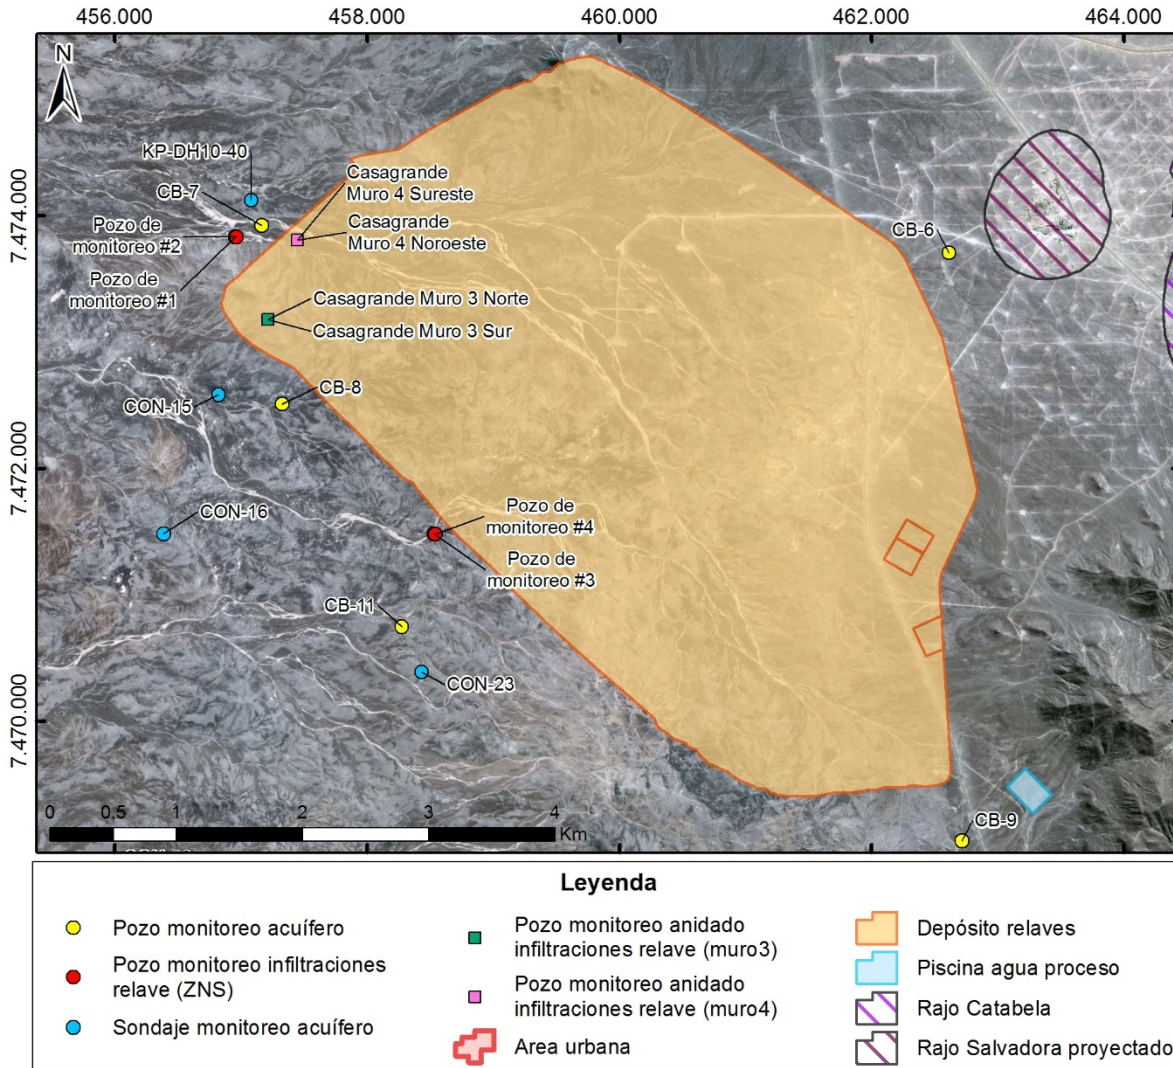 456.000
458.000
460.000
462.000
464.000
N
KP-DH10-40
CB-7
Casagrande
Muro 4 Sureste
7.474.000
Pozo de
monitoreo #2
Casagrande
Muro 4 Noroeste
CB-6
Pozo de
monitoreo #1
Casagrande Muro 3 Norte
Casagrande Muro 3 Sur
CB-8
CON-15
7.472.000
CON-16
Pozo de
monitoreo #4
Pozo de
monitoreo #3
CB-11
CON-23
7.470.000
0 0,5 1 2 3 4
Km
CB-9
Leyenda
Pozo monitoreo acuífero
Pozo monitoreo infiltraciones
relave (ZNS)
Sondaje monitoreo acuífero
Pozo monitoreo anidado
infiltraciones relave (muro3)
Pozo monitoreo anidado
infiltraciones relave (muro4)
Area urbana
Depósito relaves
Piscina agua proceso
Rajo Catabela
Rajo Salvadora proyectado